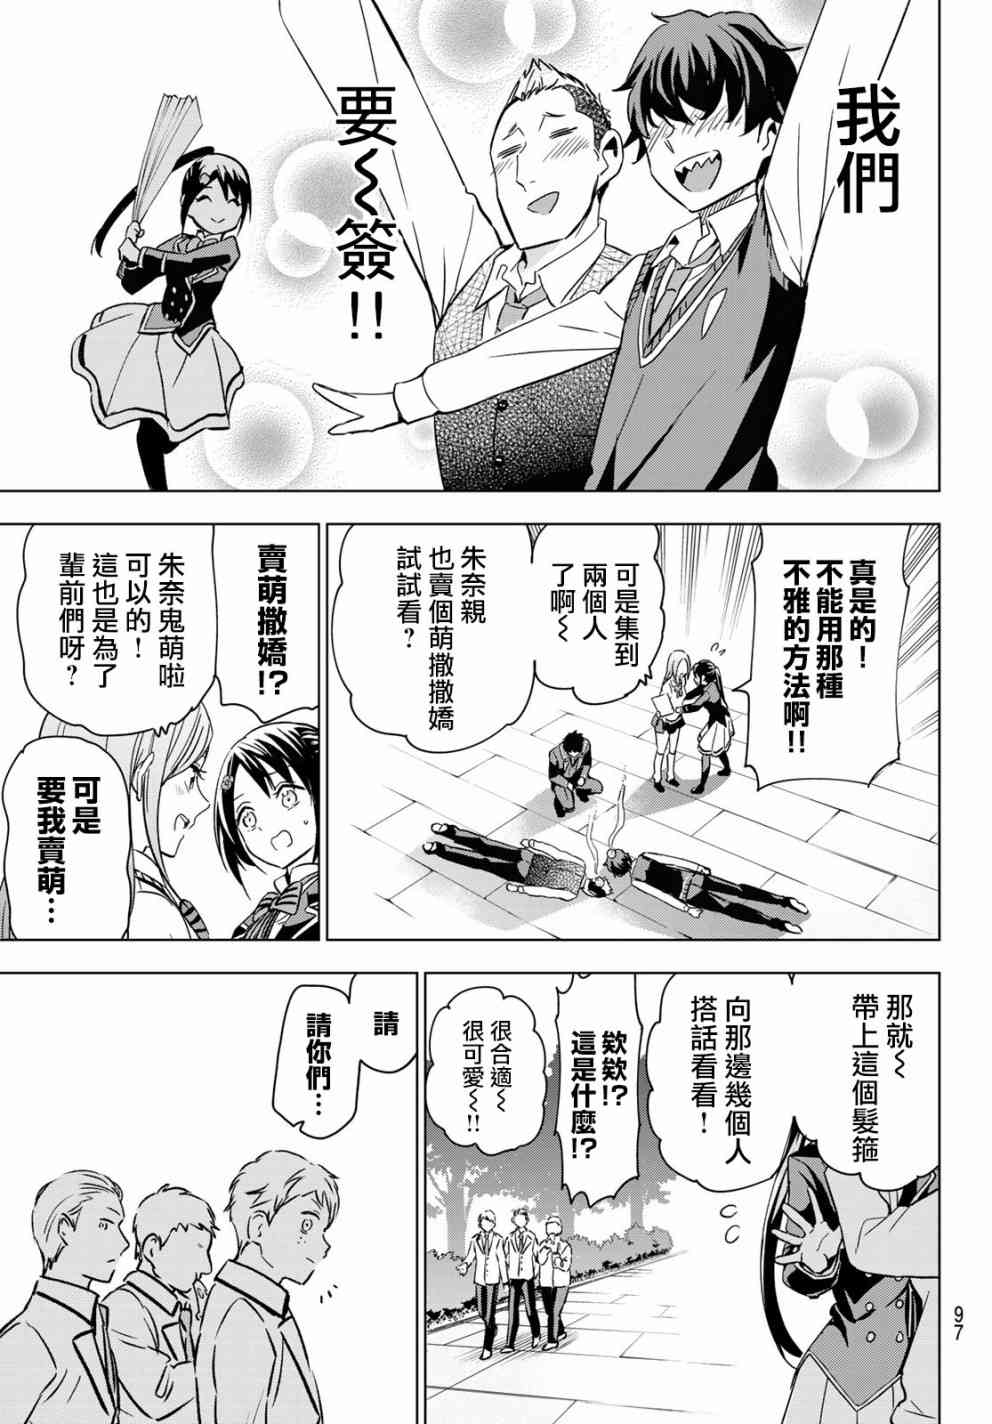 我們
要～簽!!
真是的！
不能用那種
不雅的方法啊!!
可是集到
兩個人
了啊～
朱奈親
也賣個萌撒撒嬌
試試看？
賣萌撒嬌!?
朱奈鬼萌啦
可以的！
這也是為了
輩前們呀？
可是
要我賣萌…
那就～
帶上這個髮箍
向那邊幾個人
搭話看看！
欸欸!?
這是什麼!?
很合適～
很可愛～!!
請
請你們…
97